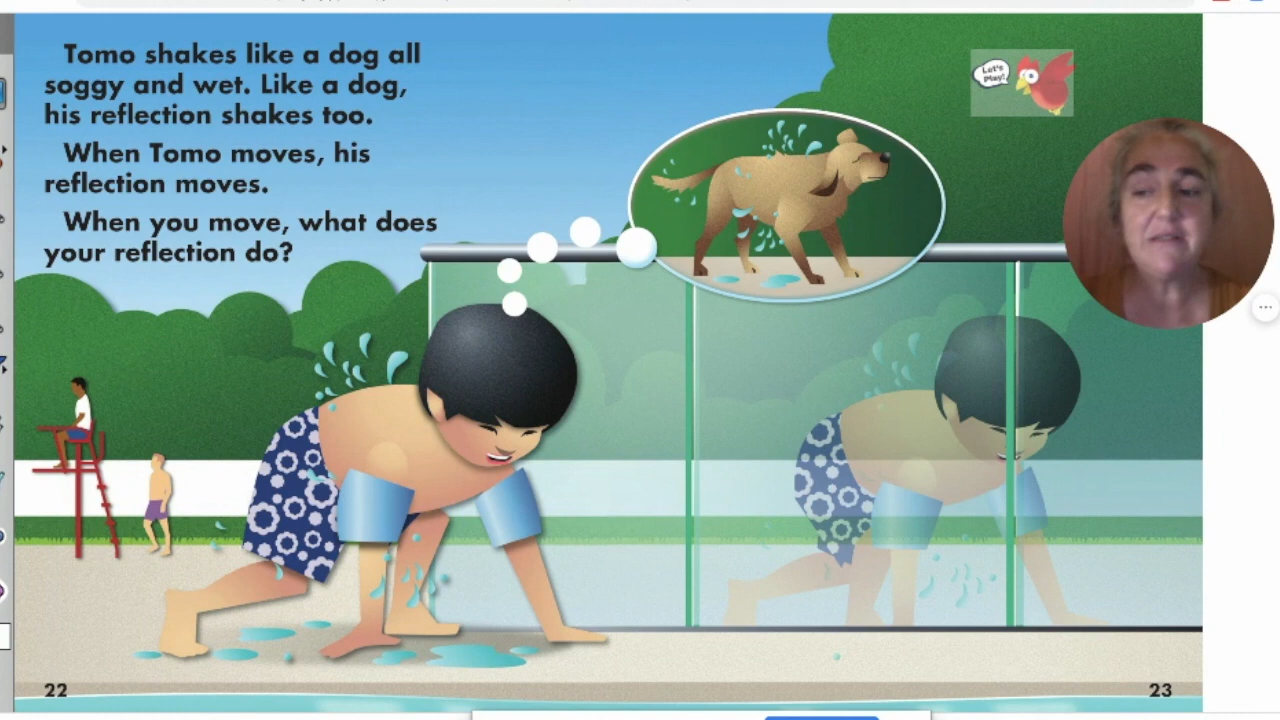 Tomo shakes like a dog all
soggy and wet. Like a dog,
his reflection shakes too.
When Tomo moves, his
reflection moves.
When you move, what does
your reflection do?
Let's
Play!
22
23